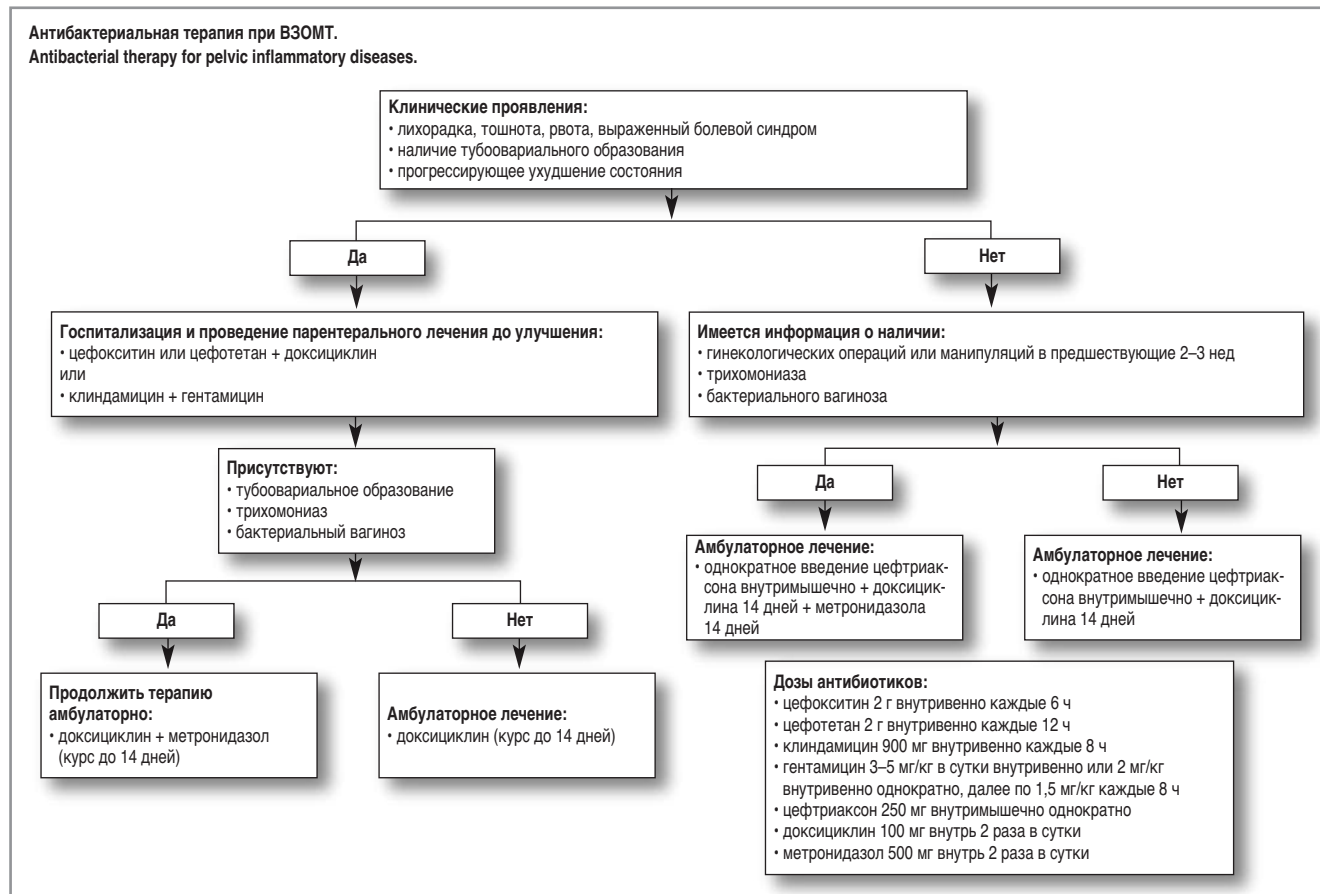 Антибактериальная терапия при ВЗОМТ.
Antibacterial therapy for pelvic inflammatory diseases.
Клинические проявления:
• лихорадка, тошнота, рвота, выраженный болевой синдром
• наличие тубоовариального образования
• прогрессирующее ухудшение состояния
Да
Нет
Госпитализация и проведение парентерального лечения до улучшения:
• цефокситин или цефотетан + доксициклин
или
• клиндамицин + гентамицин
Имеется информация о наличии:
• гинекологических операций или манипуляций в предшествующие 2–3 нед
• трихомониаза
• бактериального вагиноза
Присутствуют:
• тубоовариальное образование
• трихомониаз
• бактериальный вагиноз
Да
Нет
Амбулаторное лечение:
• однократное введение цефтриак-
сона внутримышечно + доксицик-
лина 14 дней + метронидазола
14 дней
Амбулаторное лечение:
• однократное введение цефтриак-
сона внутримышечно + доксицик-
лина 14 дней
Да
Нет
Продолжить терапию
амбулаторно:
• доксициклин + метронидазол
(курс до 14 дней)
Амбулаторное лечение:
• доксициклин (курс до 14 дней)
Дозы антибиотиков:
• цефокситин 2 г внутривенно каждые 6 ч
• цефотетан 2 г внутривенно каждые 12 ч
• клиндамицин 900 мг внутривенно каждые 8 ч
• гентамицин 3–5 мг/кг в сутки внутривенно или 2 мг/кг
внутривенно однократно, далее по 1,5 мг/кг каждые 8 ч
• цефтриаксон 250 мг внутримышечно однократно
• доксициклин 100 мг внутрь 2 раза в сутки
• метронидазол 500 мг внутрь 2 раза в сутки